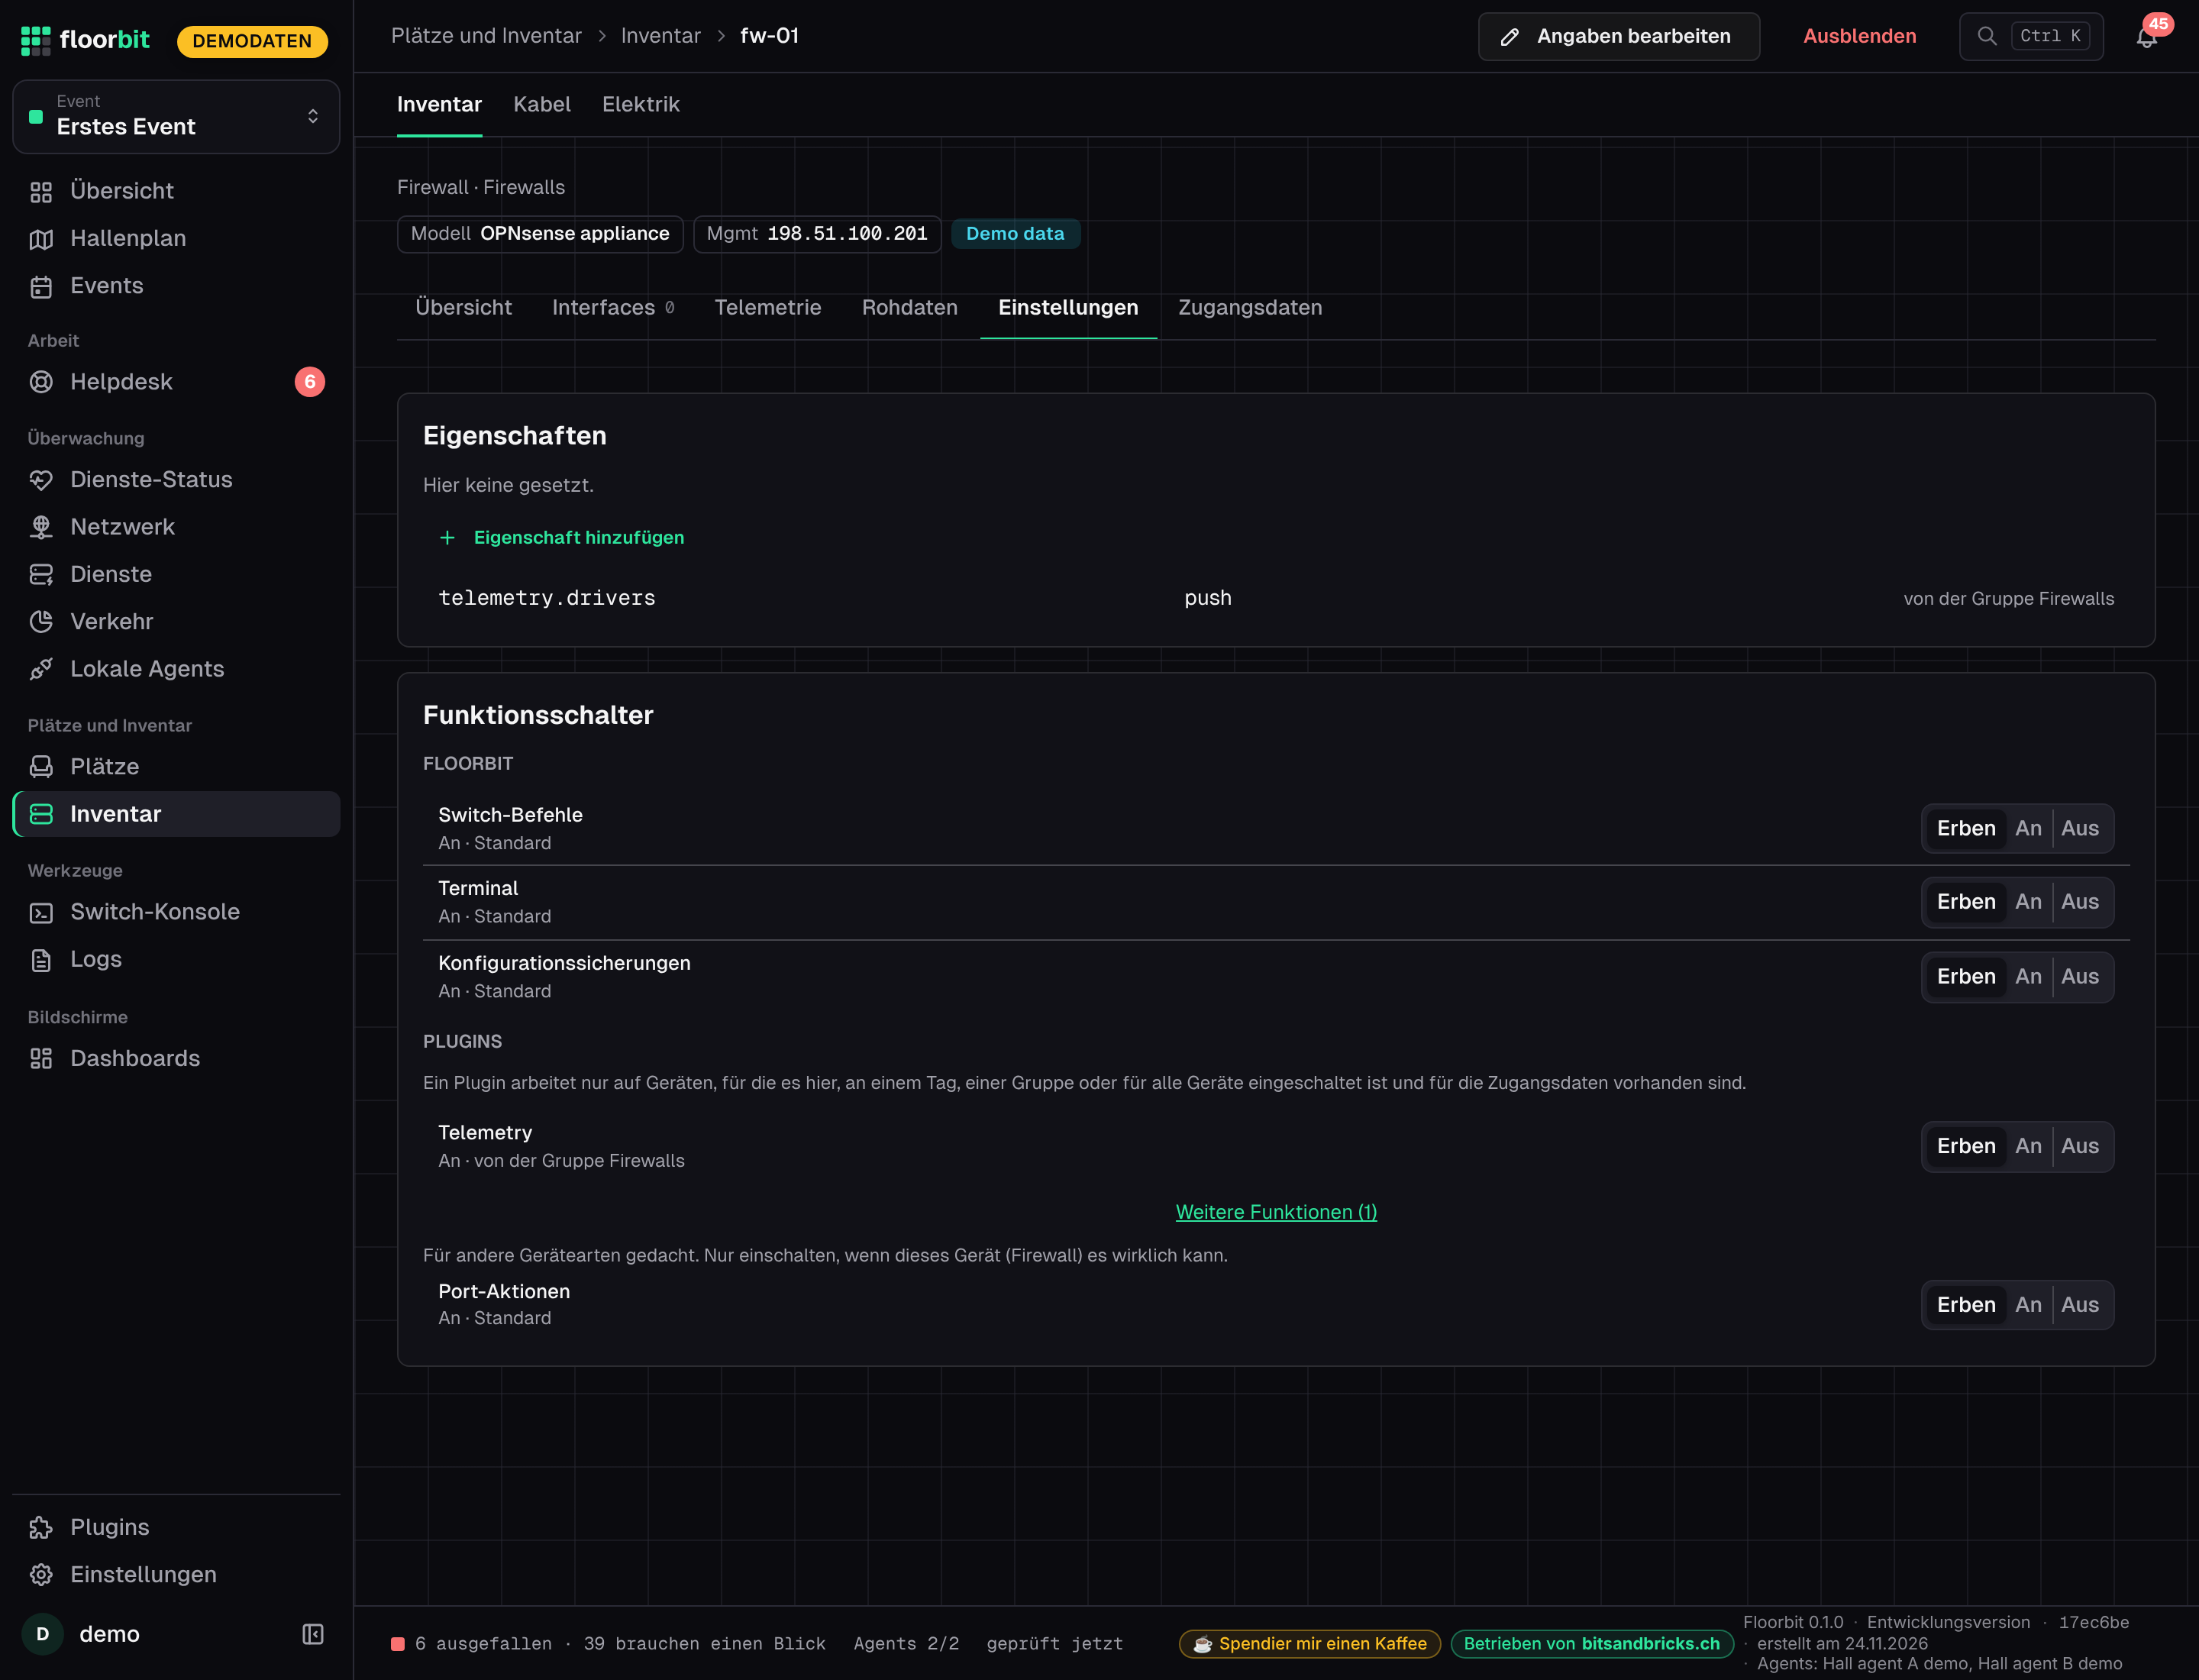 floorbit
DEMODATEN
Event
Erstes Event
Übersicht
Hallenplan
Events
Arbeit
Helpdesk 6
Überwachung
Dienste-Status
Netzwerk
Dienste
Verkehr
Lokale Agents
Plätze und Inventar
Plätze
Inventar
Werkzeuge
Switch-Konsole
Logs
Bildschirme
Dashboards
Plugins
Einstellungen
D demo
Plätze und Inventar > Inventar > fw-01
Angaben bearbeiten
Ausblenden
Ctrl K
45
Inventar Kabel Elektrik
Firewall · Firewalls
Modell OPNsense appliance Mgmt 198.51.100.201 Demo data
Übersicht Interfaces 0 Telemetrie Rohdaten Einstellungen Zugangsdaten
Eigenschaften
Hier keine gesetzt.
+ Eigenschaft hinzufügen
telemetry.drivers push von der Gruppe Firewalls
Funktionsschalter
FLOORBIT
Switch-Befehle
An · Standard
Erben An Aus
Terminal
An · Standard
Erben An Aus
Konfigurationssicherungen
An · Standard
Erben An Aus
PLUGINS
Ein Plugin arbeitet nur auf Geräten, für die es hier, an einem Tag, einer Gruppe oder für alle Geräte eingeschaltet ist und für die Zugangsdaten vorhanden sind.
Telemetry
An · von der Gruppe Firewalls
Erben An Aus
Weitere Funktionen (1)
Für andere Gerätearten gedacht. Nur einschalten, wenn dieses Gerät (Firewall) es wirklich kann.
Port-Aktionen
An · Standard
Erben An Aus
6 ausgefallen · 39 brauchen einen Blick Agents 2/2 geprüft jetzt
Spendier mir einen Kaffee
Betrieben von bitsandbricks.ch
Floorbit 0.1.0 · Entwicklungsversion · 17ec6be
· erstellt am 24.11.2026
· Agents: Hall agent A demo, Hall agent B demo